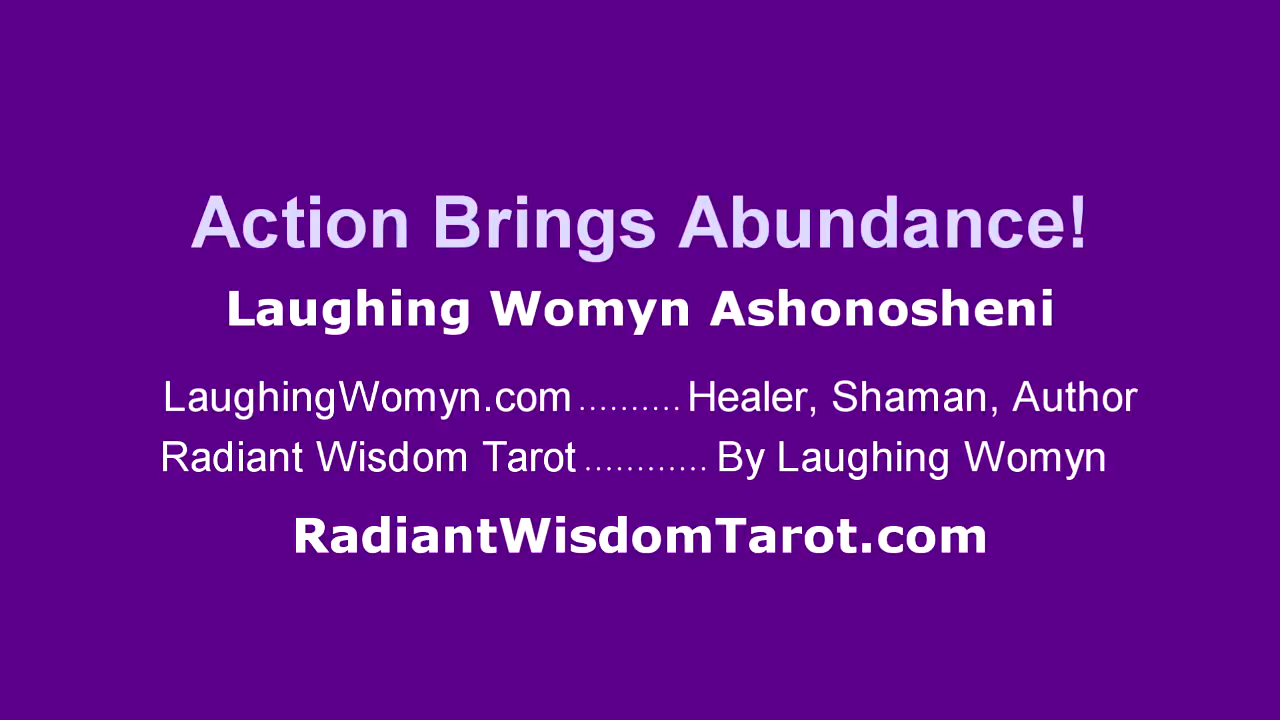 Action Brings Abundance!
Laughing Womyn Ashonosheni
LaughingWomyn.com .......... Healer, Shaman, Author
Radiant Wisdom Tarot ............ By Laughing Womyn
RadiantWisdomTarot.com